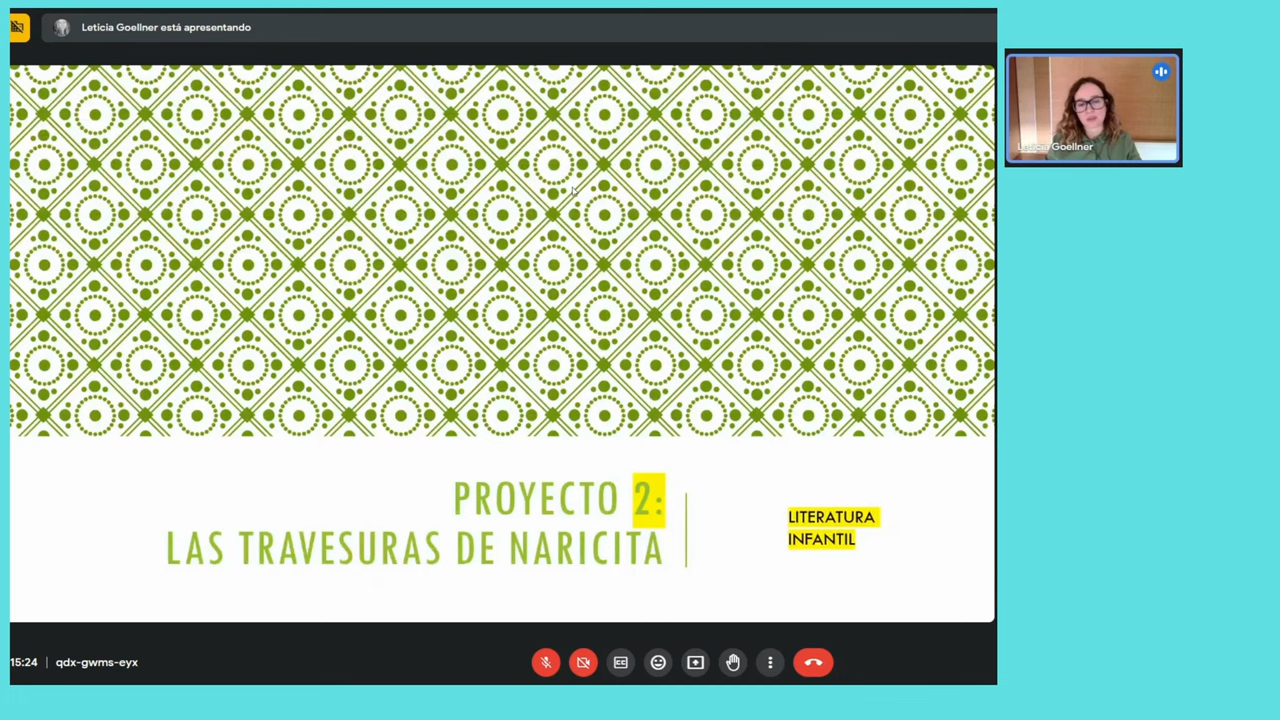 Leticia Goellner está apresentando
Leticia Goellner
PROYECTO 2:
LAS TRAVESURAS DE NARICITA
LITERATURA
INFANTIL
15:24 | qdx-gwms-eyx
CC